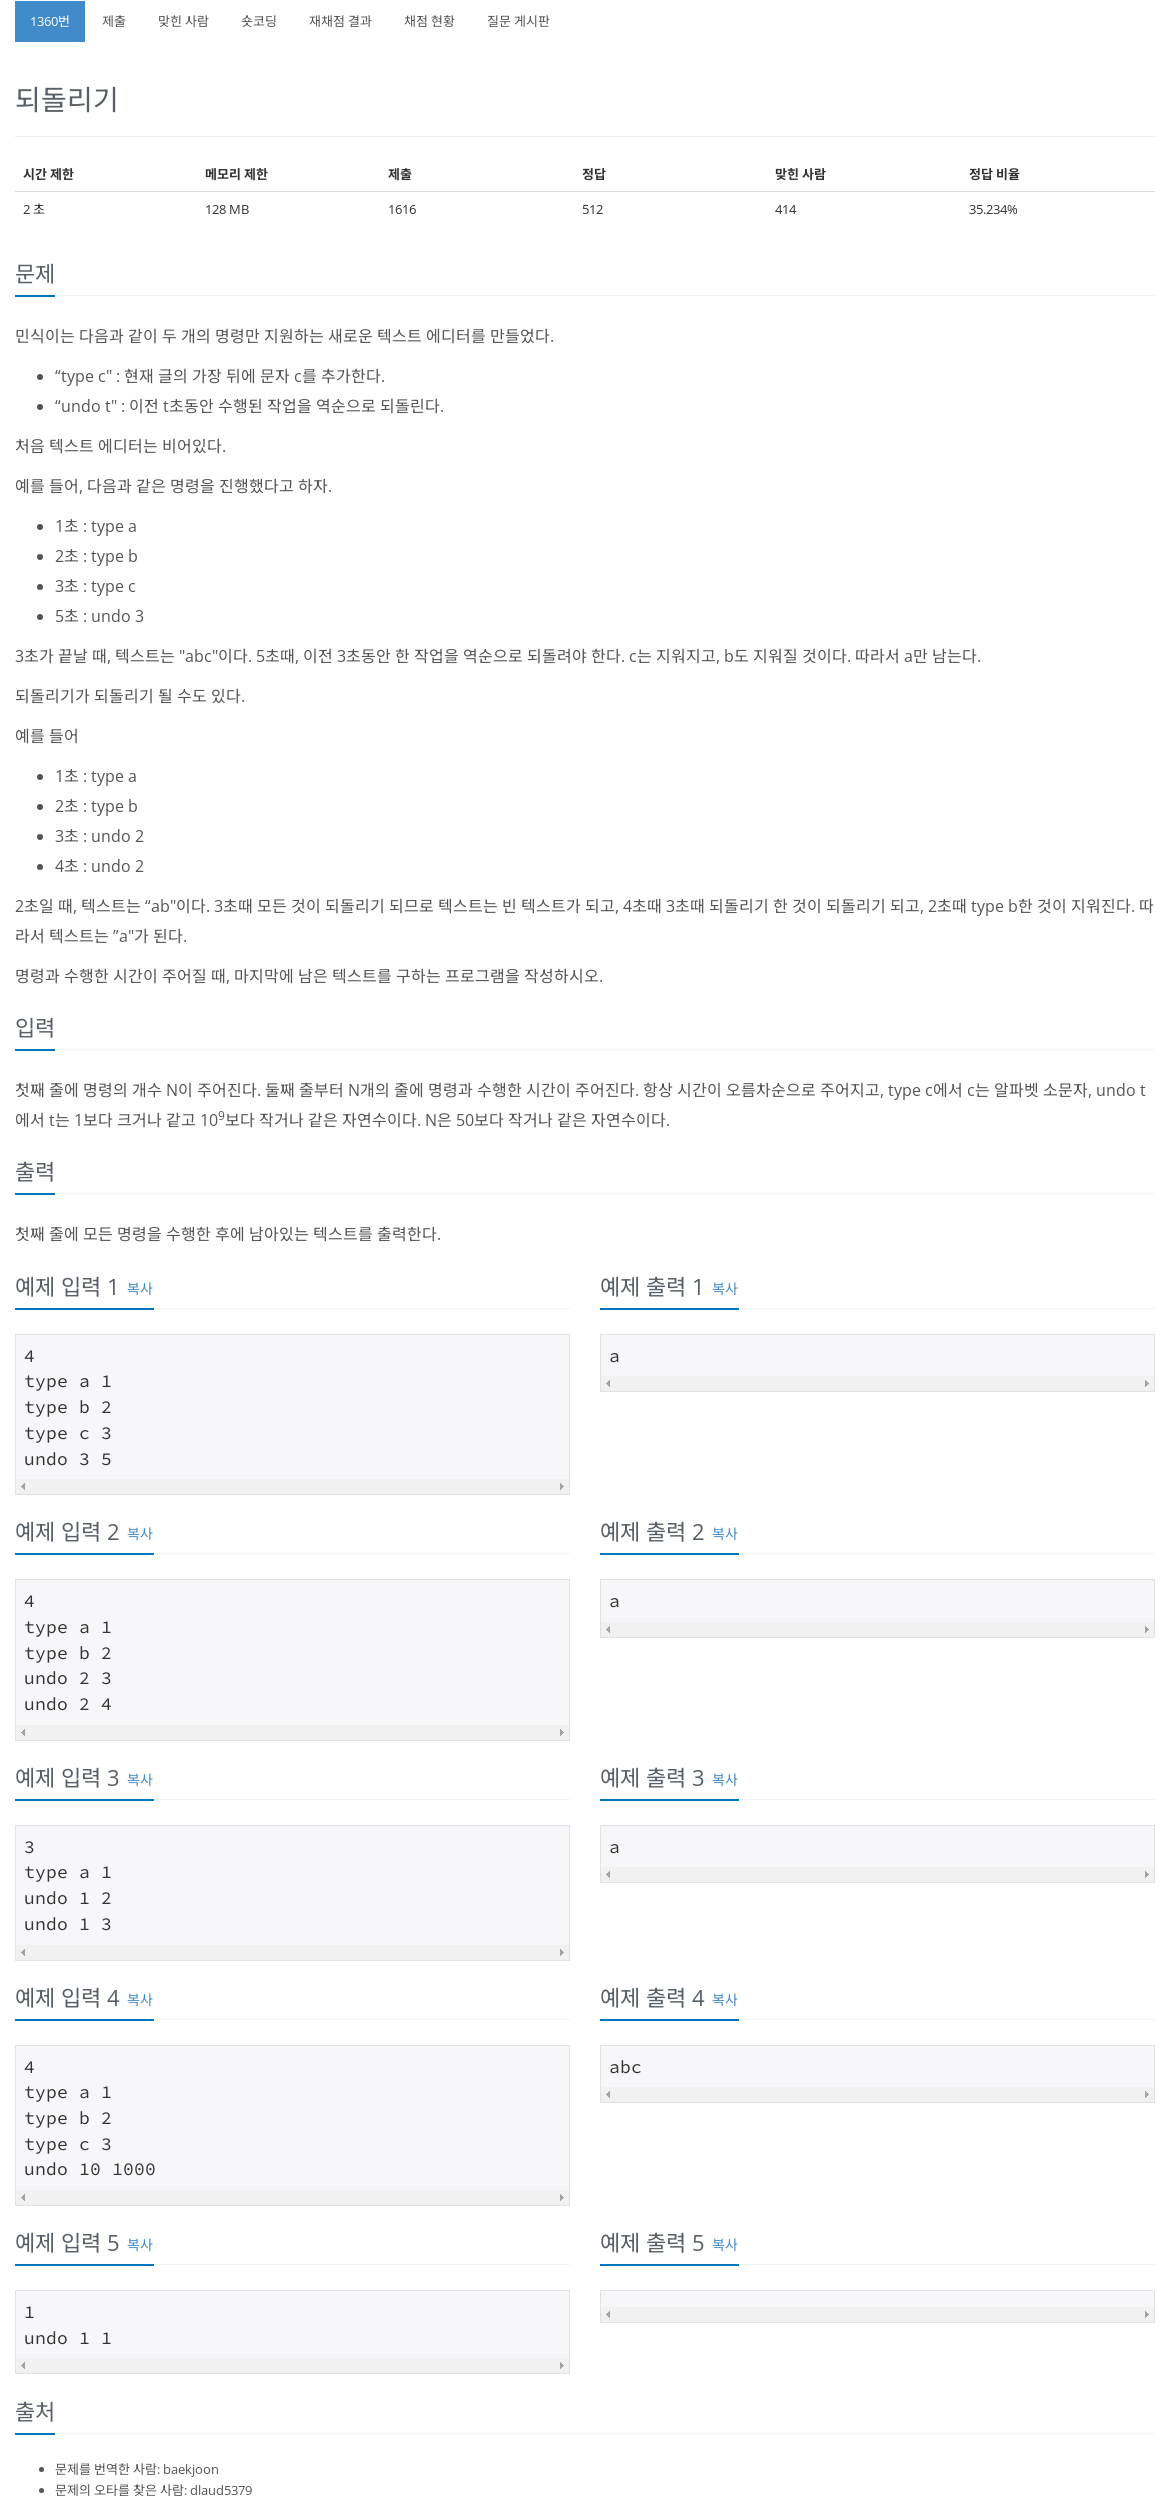 1360번 제출 맞힌 사람 숏코딩 재채점 결과 채점 현황 질문 게시판
되돌리기
시간 제한 메모리 제한 제출 정답 맞힌 사람 정답 비율
2 초 128 MB 1616 512 414 35.234%
문제
민식이는 다음과 같이 두 개의 명령만 지원하는 새로운 텍스트 에디터를 만들었다.
• “type c" : 현재 글의 가장 뒤에 문자 c를 추가한다.
• “undo t" : 이전 t초동안 수행된 작업을 역순으로 되돌린다.
처음 텍스트 에디터는 비어있다.
예를 들어, 다음과 같은 명령을 진행했다고 하자.
• 1초 : type a
• 2초 : type b
• 3초 : type c
• 5초 : undo 3
3초가 끝날 때, 텍스트는 "abc"이다. 5초때, 이전 3초동안 한 작업을 역순으로 되돌려야 한다. c는 지워지고, b도 지워질 것이다. 따라서 a만 남는다.
되돌리기가 되돌리기 될 수도 있다.
예를 들어
• 1초 : type a
• 2초 : type b
• 3초 : undo 2
• 4초 : undo 2
2초일 때, 텍스트는 “ab"이다. 3초때 모든 것이 되돌리기 되므로 텍스트는 빈 텍스트가 되고, 4초때 3초때 되돌리기 한 것이 되돌리기 되고, 2초때 type b한 것이 지워진다. 따
라서 텍스트는 ”a"가 된다.
명령과 수행한 시간이 주어질 때, 마지막에 남은 텍스트를 구하는 프로그램을 작성하시오.
입력
첫째 줄에 명령의 개수 N이 주어진다. 둘째 줄부터 N개의 줄에 명령과 수행한 시간이 주어진다. 항상 시간이 오름차순으로 주어지고, type c에서 c는 알파벳 소문자, undo t
에서 t는 1보다 크거나 같고 10⁹보다 작거나 같은 자연수이다. N은 50보다 작거나 같은 자연수이다.
출력
첫째 줄에 모든 명령을 수행한 후에 남아있는 텍스트를 출력한다.
예제 입력 1 복사 예제 출력 1 복사
4
type a 1
type b 2
type c 3
undo 3 5
a
예제 입력 2 복사 예제 출력 2 복사
4
type a 1
type b 2
undo 2 3
undo 2 4
a
예제 입력 3 복사 예제 출력 3 복사
3
type a 1
undo 1 2
undo 1 3
a
예제 입력 4 복사 예제 출력 4 복사
4
type a 1
type b 2
type c 3
undo 10 1000
abc
예제 입력 5 복사 예제 출력 5 복사
1
undo 1 1
출처
• 문제를 번역한 사람: baekjoon
• 문제의 오타를 찾은 사람: dlaud5379